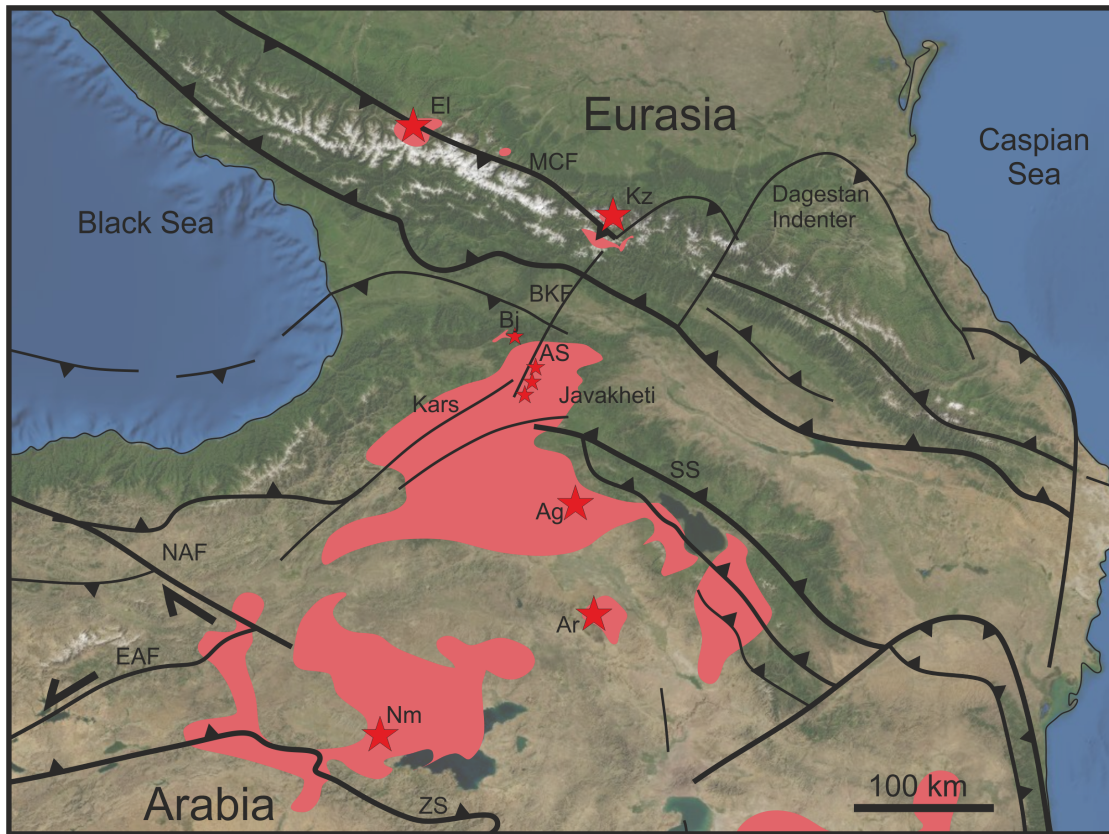 El
Eurasia
MCF
Caspian
Sea
Kz
Dagestan
Indenter
Black Sea
BKF
Bj
AS
Kars
Javakheti
SS
Ag
NAF
Ar
EAF
Nm
100 km
Arabia
ZS